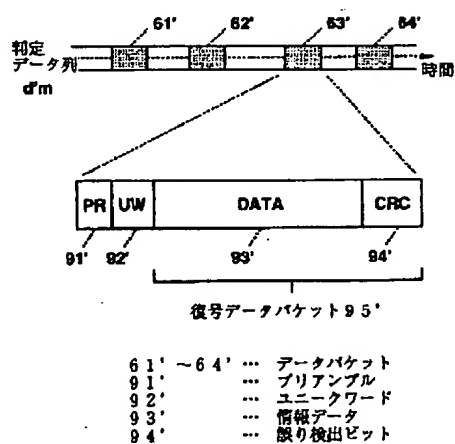 61' 62' 63' 64'
判定
データ列
d'm
時間
PR UW DATA CRC
91' 92' 93' 94'
復号データパケット95'
61'~64' … データパケット
91' … プリアンブル
92' … ユニークワード
93' … 情報データ
94' … 誤り検出ビット